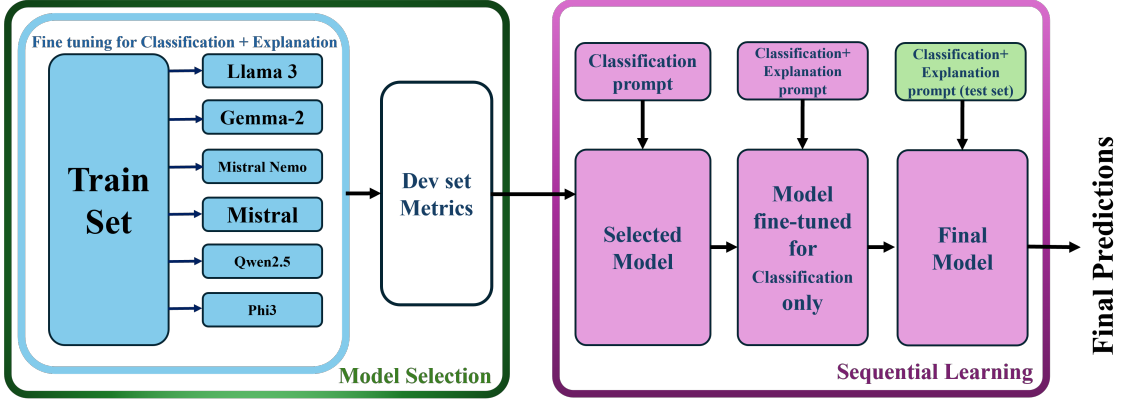 Fine tuning for Classification + Explanation
Train
Set
Llama 3
Gemma-2
Mistral Nemo
Mistral
Qwen2.5
Phi3
Dev set
Metrics
Model Selection
Classification
prompt
Classification+
Explanation
prompt
Classification+
Explanation
prompt (test set)
Selected
Model
Model
fine-tuned
for
Classification
only
Final
Model
Sequential Learning
Final Predictions